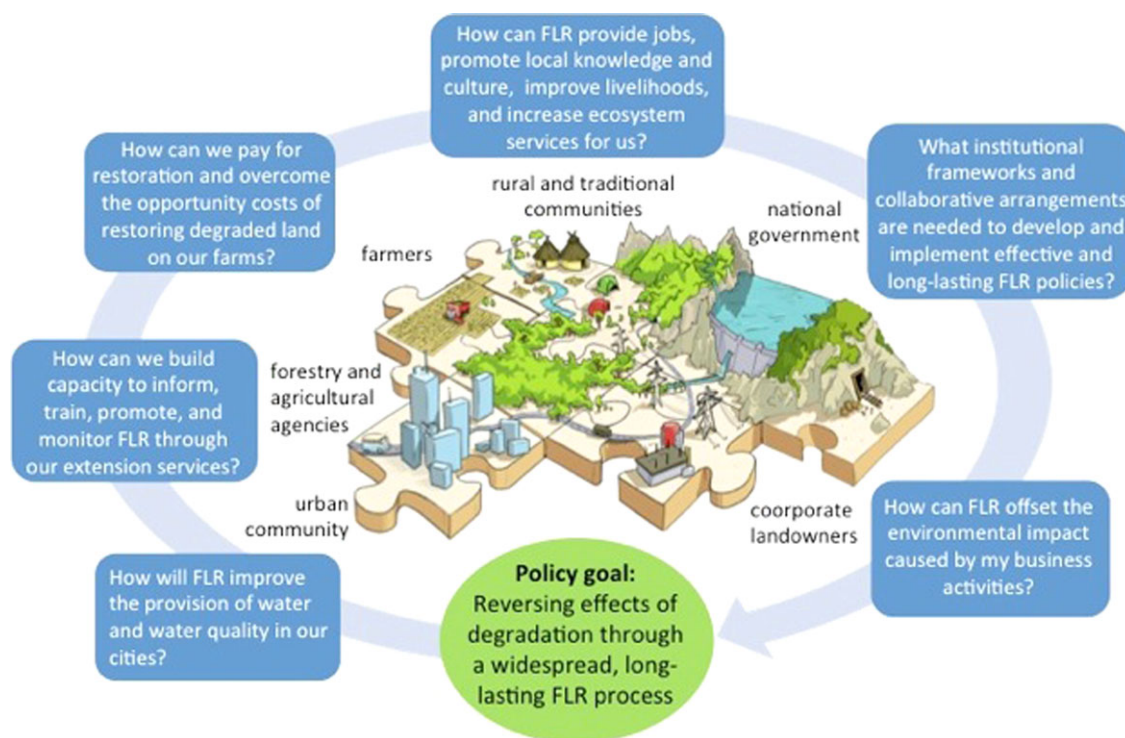 How can FLR provide jobs,
promote local knowledge and
culture, improve livelihoods,
and increase ecosystem
services for us?
How can we pay for
restoration and overcome
the opportunity costs of
restoring degraded land
on our farms?
What institutional
frameworks and
collaborative arrangements
are needed to develop and
implement effective and
long-lasting FLR policies?
rural and traditional
communities
national
government
farmers
How can we build
capacity to inform,
train, promote, and
monitor FLR through
our extension services?
forestry and
agricultural
agencies
urban
community
coorporate
landowners
How can FLR offset the
environmental impact
caused by my business
activities?
How will FLR improve
the provision of water
and water quality in our
cities?
Policy goal:
Reversing effects of
degradation through
a widespread, long-
lasting FLR process